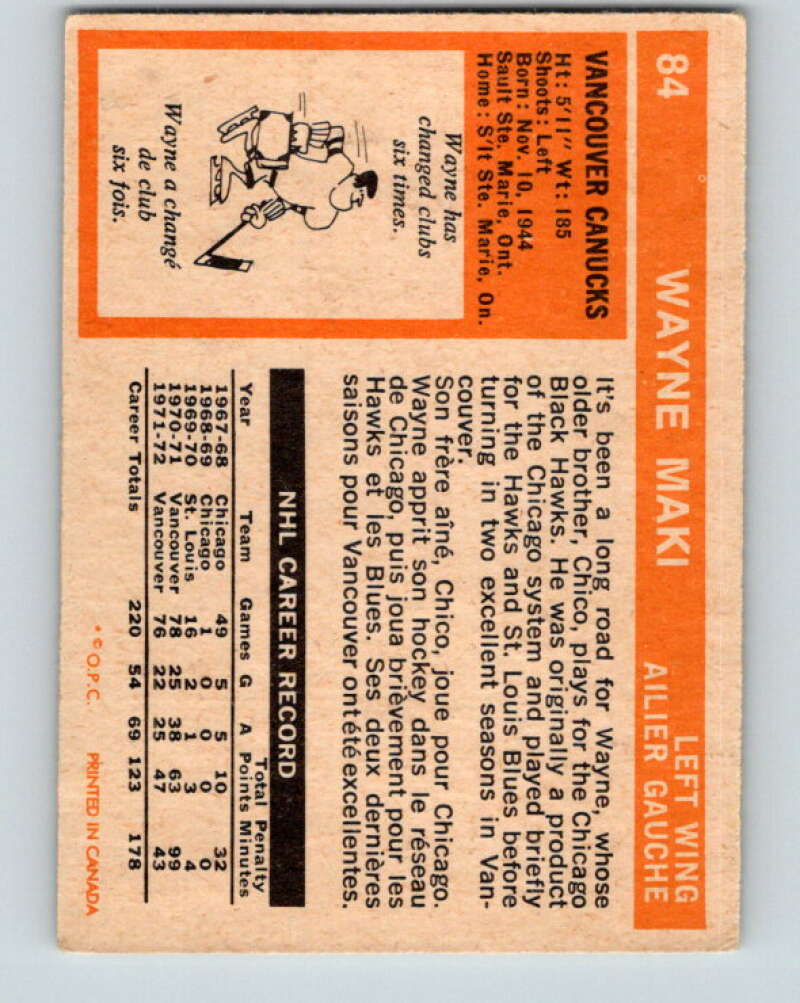 84
WAYNE MAKI
LEFT WING
AILIER GAUCHE
VANCOUVER CANUCKS
Ht: 5'11" Wt: 185
Shoots: Left
Born: Nov. 10, 1944
Sault Ste. Marie, Ont.
Home: S'lt Ste. Marie, On.
Wayne has
changed clubs
six times.
Wayne a changé
de club
six fois.
It's been a long road for Wayne, whose
older brother, Chico, plays for the Chicago
Black Hawks. He was originally a product
of the Chicago system and played briefly
for the Hawks and St. Louis Blues before
turning in two excellent seasons in Van-
couver.
Son frère aîné, Chico, joue pour Chicago.
Wayne apprit son hockey dans le réseau
de Chicago, puis joua brièvement pour les
Hawks et les Blues. Ses deux dernières
saisons pour Vancouver ont été excellentes.
NHL CAREER RECORD
Total Penalty
Year Team Games G A Points Minutes
1967-68 Chicago 49 5 5 10 32
1968-69 Chicago 1 0 0 0 0
1969-70 St. Louis 16 2 1 3 4
1970-71 Vancouver 78 25 38 63 99
1971-72 Vancouver 76 22 25 47 43
Career Totals 220 54 69 123 178
* © O.P.C. PRINTED IN CANADA